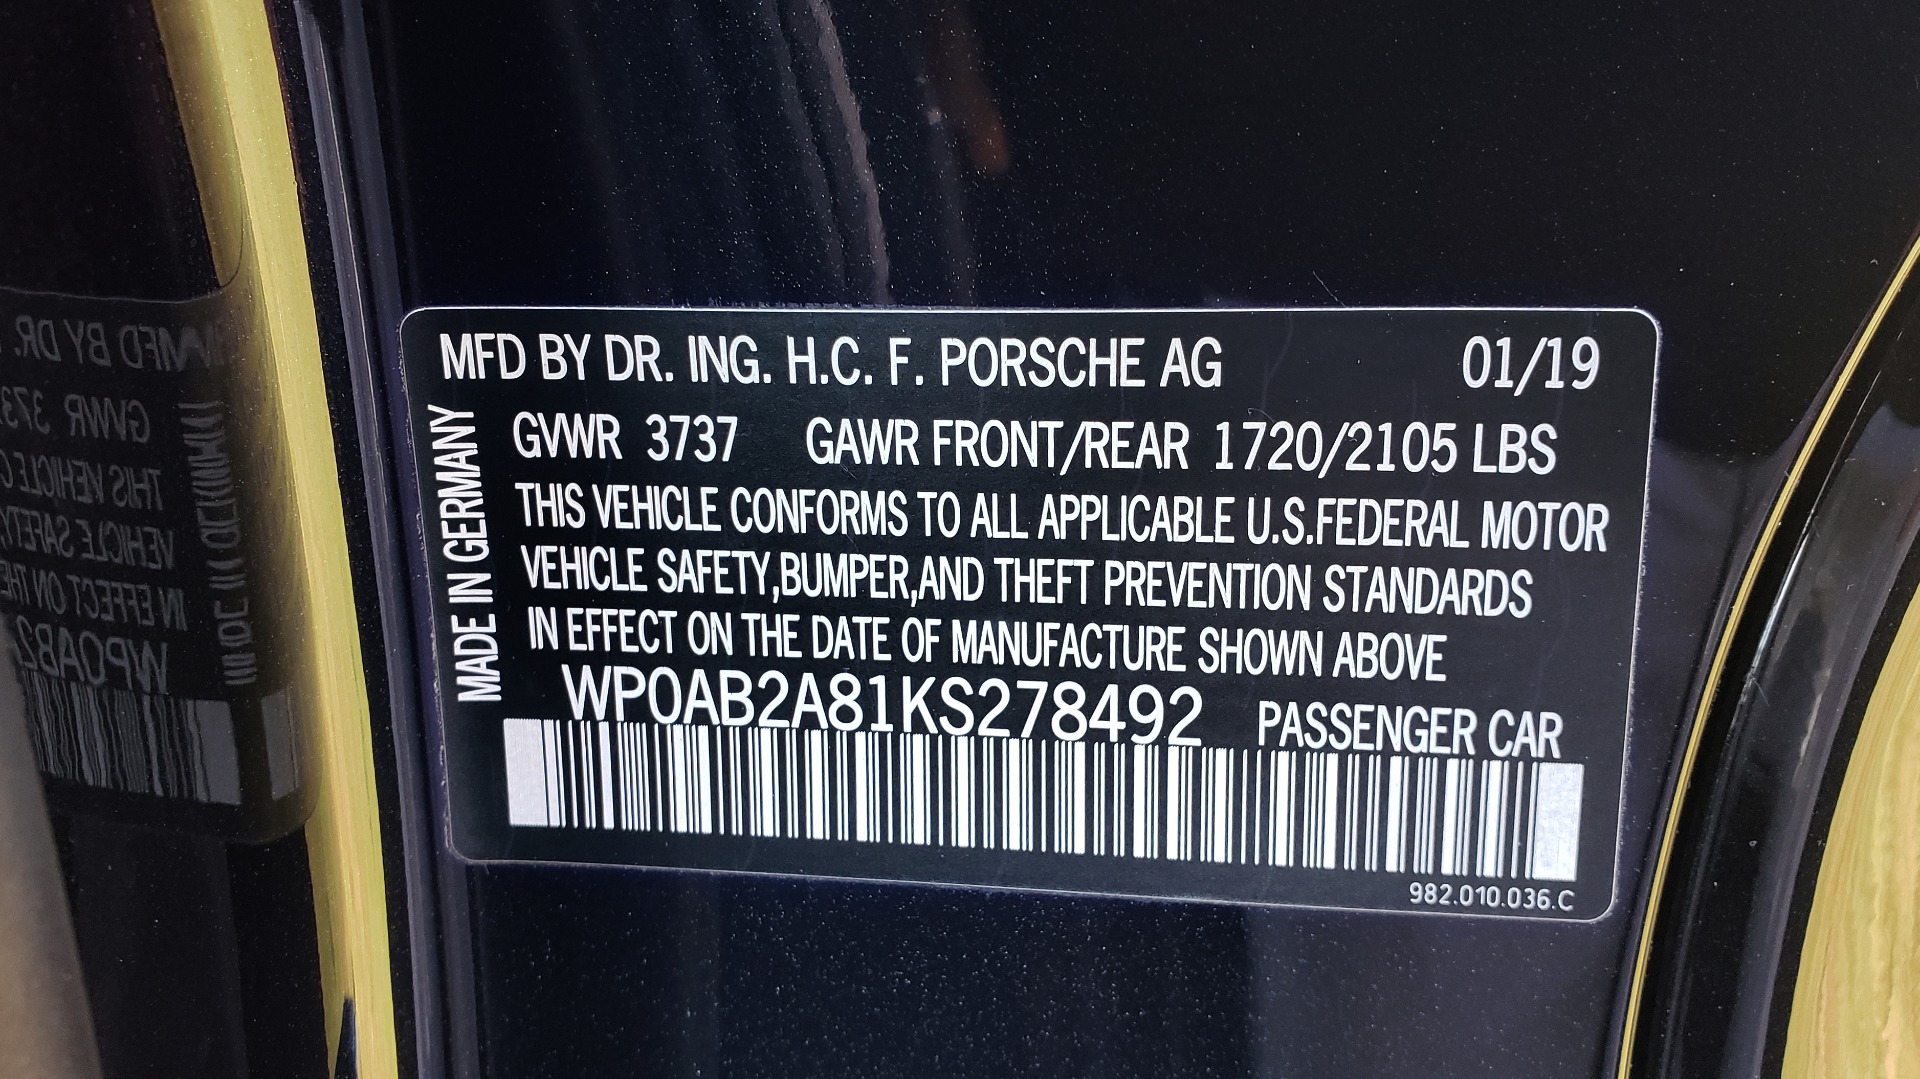 MFD BY DR. ING. H.C. F. PORSCHE AG 01/19
GVWR 3737 GAWR FRONT/REAR 1720/2105 LBS
THIS VEHICLE CONFORMS TO ALL APPLICABLE U.S.FEDERAL MOTOR
VEHICLE SAFETY,BUMPER,AND THEFT PREVENTION STANDARDS
IN EFFECT ON THE DATE OF MANUFACTURE SHOWN ABOVE
WP0AB2A81KS278492 PASSENGER CAR
982.010.036.C
MADE IN GERMANY